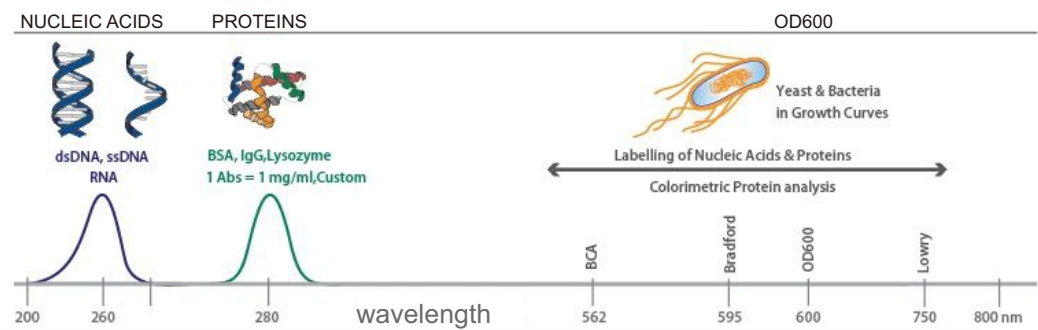 NUCLEIC ACIDS PROTEINS OD600
Yeast & Bacteria
in Growth Curves
dsDNA, ssDNA
RNA
BSA, IgG,Lysozyme
1 Abs = 1 mg/ml,Custom
Labelling of Nucleic Acids & Proteins
Colorimetric Protein analysis
BCA
Bradford
OD600
Lowry
200 260 280 wavelength 562 595 600 750 800 nm